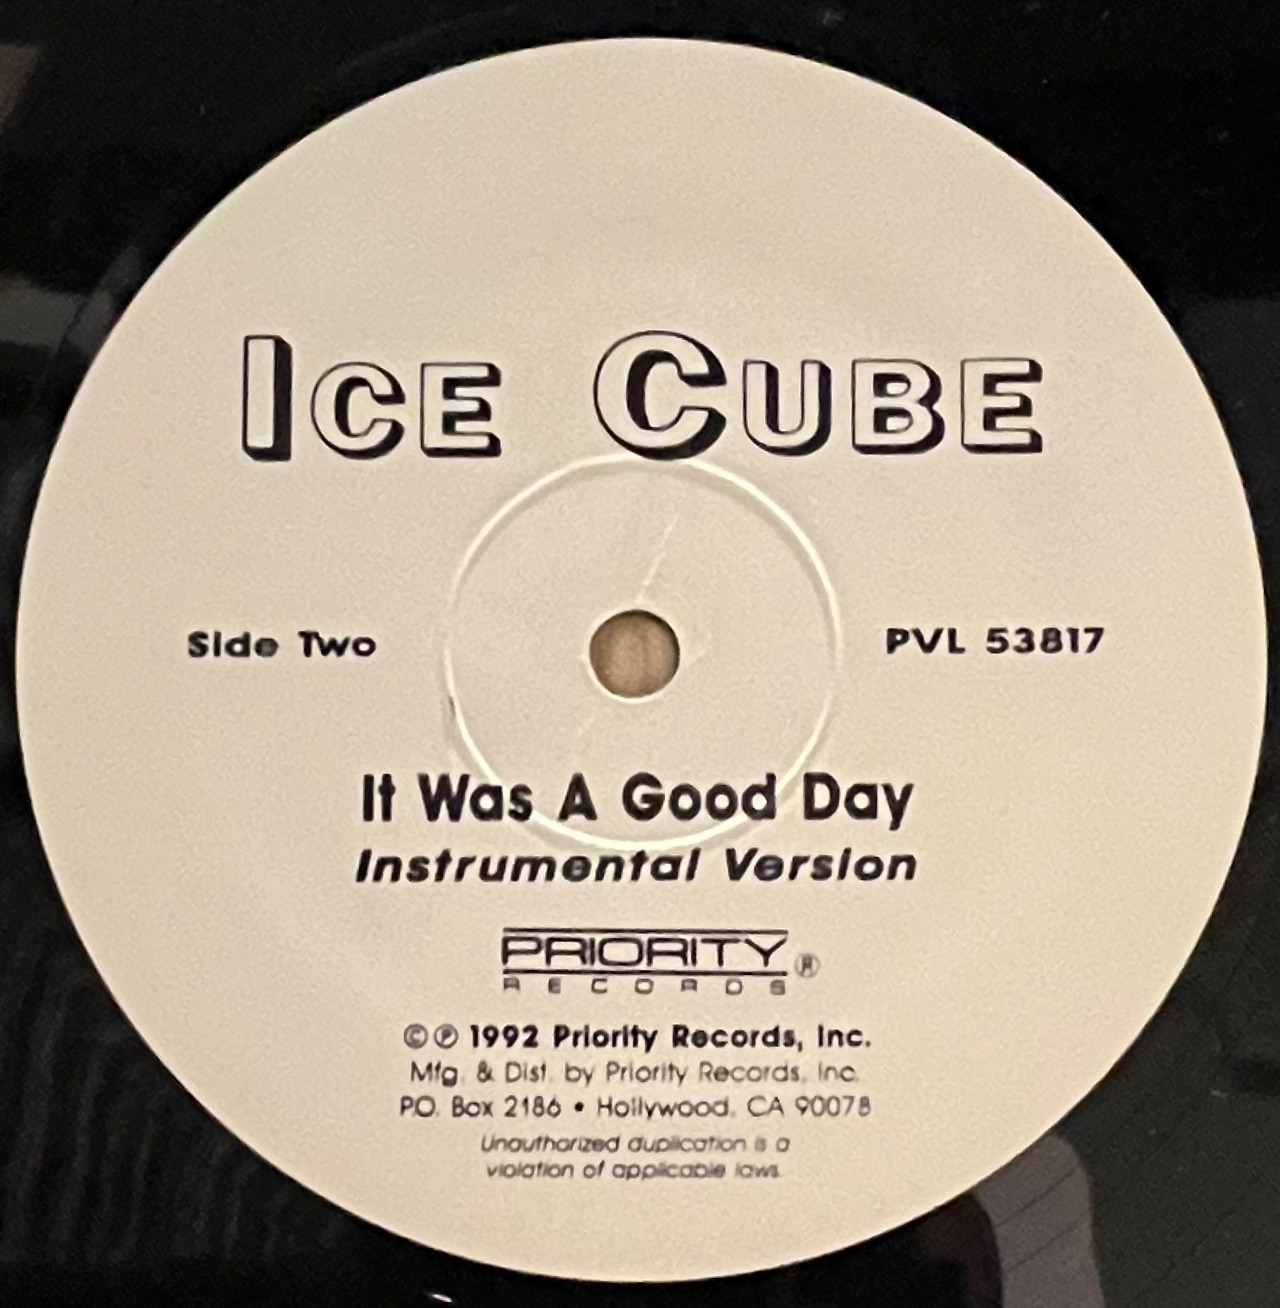 ICE CUBE
Side Two
PVL 53817
It Was A Good Day
Instrumental Version
PRIORITY ®
RECORDS
©℗ 1992 Priority Records, Inc.
Mfg. & Dist. by Priority Records, Inc.
P.O. Box 2186 • Hollywood, CA 90078
Unauthorized duplication is a
violation of applicable laws.